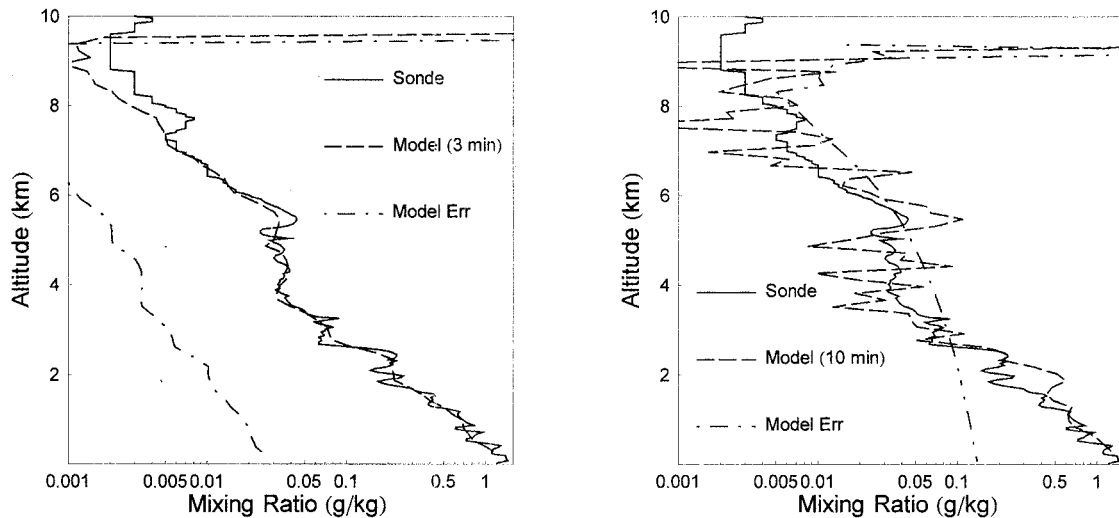 10
8
6
4
2
0.001
0.005 0.01
0.05 0.1
0.5 1
Altitude (km)
Mixing Ratio (g/kg)
Sonde
Model (3 min)
Model Err
10
8
6
4
2
0.001
0.005 0.01
0.05 0.1
0.5 1
Altitude (km)
Mixing Ratio (g/kg)
Sonde
Model (10 min)
Model Err